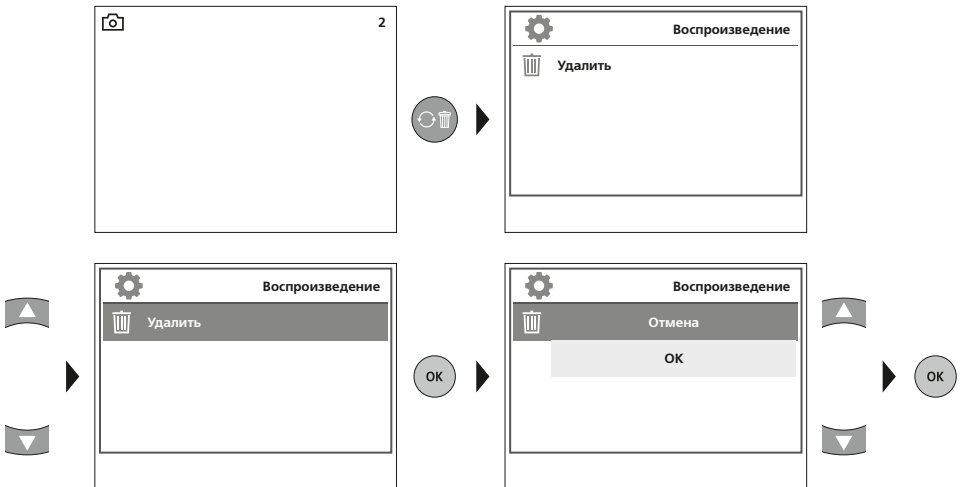 2
Воспроизведение
Удалить
Воспроизведение
Удалить
OK
Воспроизведение
Отмена
OK
OK